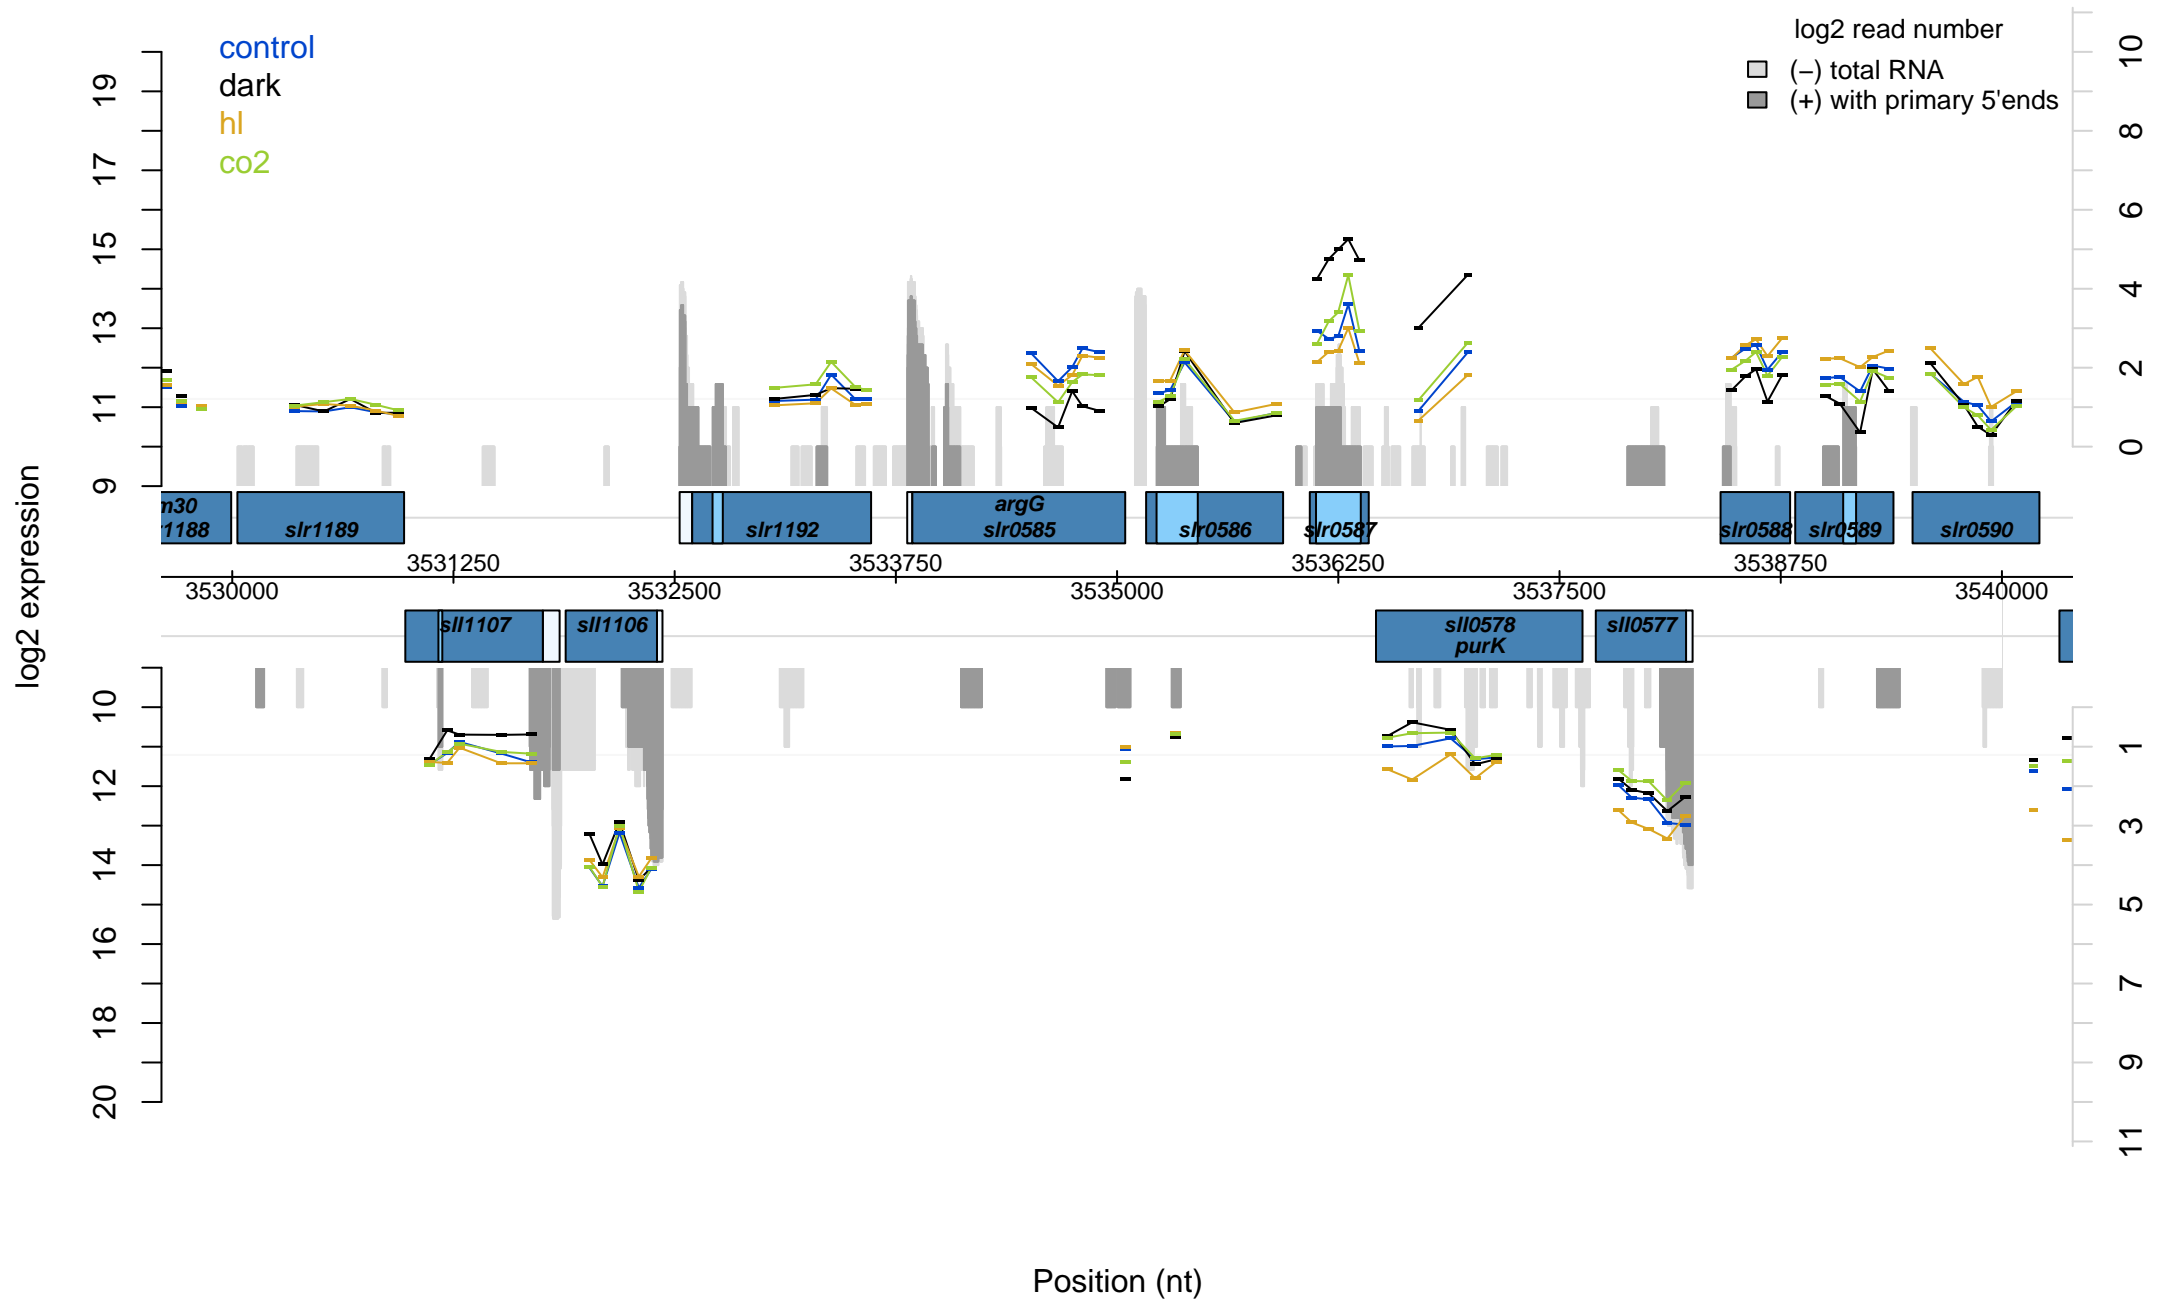 control
dark
hl
co2
log2 read number
(−) total RNA
(+) with primary 5'ends
19
17
15
13
11
9
10
8
6
4
2
0
log2 expression
m30
r1188
slr1189
slr1192
argG
slr0585
slr0586
slr0587
slr0588
slr0589
slr0590
3531250
3533750
3536250
3538750
3530000
3532500
3535000
3537500
3540000
sll1107
sll1106
sll0578
purK
sll0577
10
12
14
16
18
20
1
3
5
7
9
11
Position (nt)